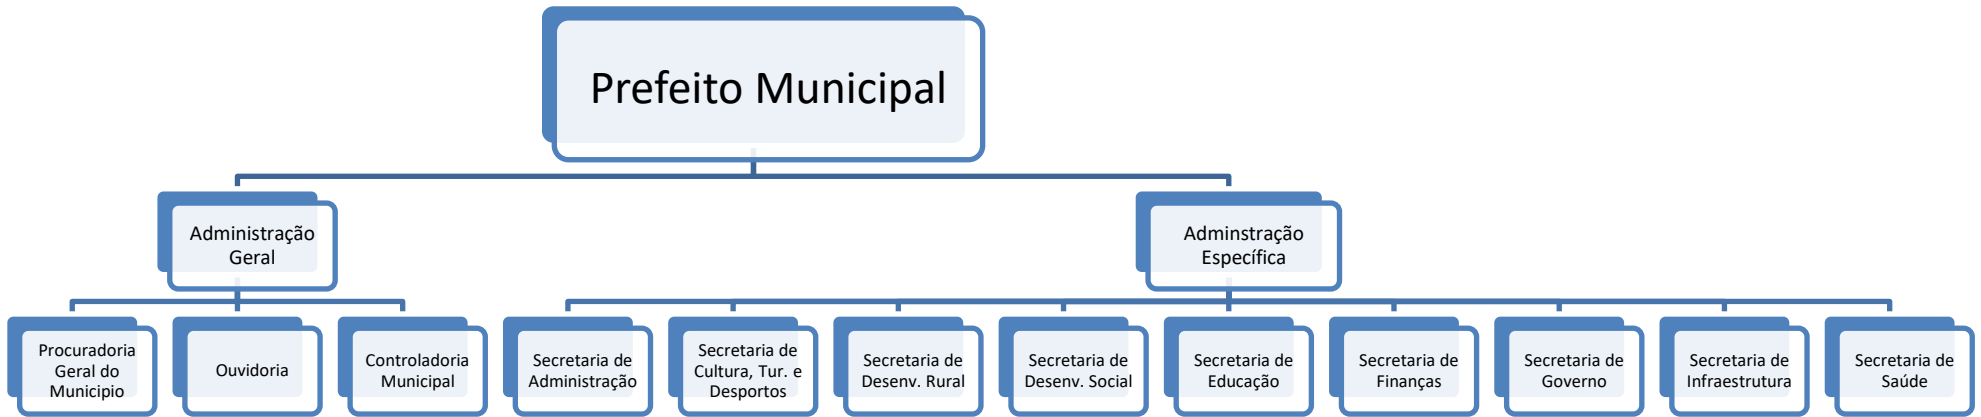 Prefeito Municipal
Administração
Geral
Adminstração
Específica
Procuradoria
Geral do
Municipio
Ouvidoria
Controladoria
Municipal
Secretaria de
Administração
Secretaria de
Cultura, Tur. e
Desportos
Secretaria de
Desenv. Rural
Secretaria de
Desenv. Social
Secretaria de
Educação
Secretaria de
Finanças
Secretaria de
Governo
Secretaria de
Infraestrutura
Secretaria de
Saúde